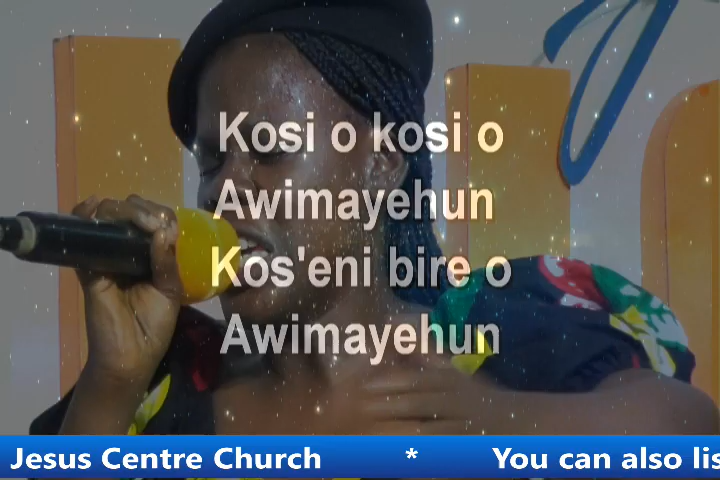 Kosi o kosi o
Awimayehun
Kos'eni bire o
Awimayehun
Jesus Centre Church * You can also lis